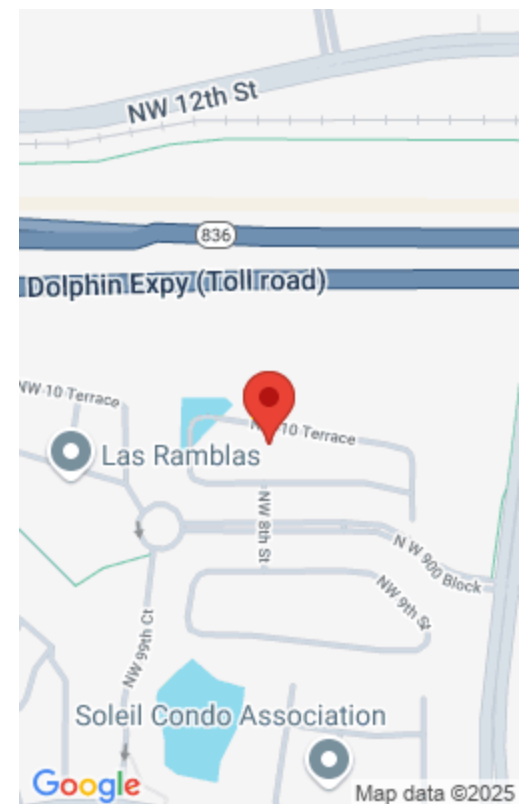 NW 12th St
836
Dolphin Expy (Toll road)
NW 10 Terrace
NW 10 Terrace
Las Ramblas
NW 8th St
N W 900 Block
NW 9th St
NW 99th Ct
Soleil Condo Association
Google
Map data ©2025